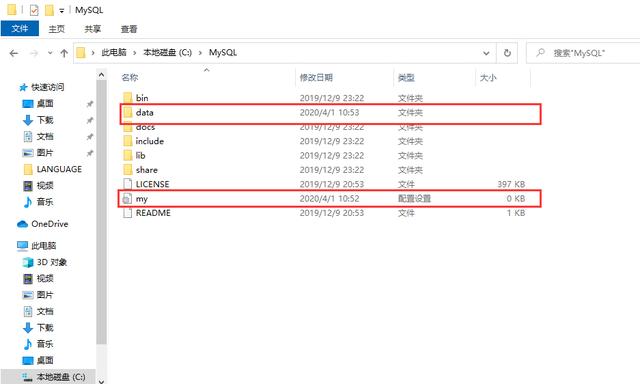 MySQL
文件 主页 共享 查看
此电脑 > 本地磁盘 (C:) > MySQL
搜索"MySQL"
名称 修改日期 类型 大小
快速访问
桌面
下载
文档
图片
LANGUAGE
视频
音乐
OneDrive
此电脑
3D 对象
视频
图片
文档
下载
音乐
桌面
本地磁盘 (C:)
bin 2019/12/9 23:22 文件夹
data 2020/4/1 10:53 文件夹
docs 2019/12/9 23:22 文件夹
include 2019/12/9 23:22 文件夹
lib 2019/12/9 23:22 文件夹
share 2019/12/9 23:22 文件夹
LICENSE 2019/12/9 20:53 文件 397 KB
my 2020/4/1 10:52 配置设置 0 KB
README 2019/12/9 20:53 文件 1 KB